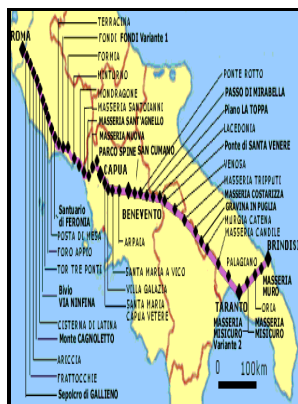 TERRACINA
FONDI FONDI Variante 1
ROMA
FORMIA
MINTURNO
MONDRAGONE
MASSERIA SANTOIANNI
MASSERIA SANT'AGNELLO
MASSERIA NUOVA
PARCO SPINE SAN CUMANO
CAPUA
PONTE ROTTO
PASSO DI MIRABELLA
Piano LA TOPPA
LACEDONIA
Ponte di SANTA VENERE
VENOSA
MASSERIA TRIPPUTI
MASSERIA COSTARIZZA
GRAVINA IN PUGLIA
MURGIA CATENA
MASSERIA CANDILE
BENEVENTO
Santuario
di FERONIA
POSTA DI MESA
FORO APPIO
TOR TRE PONTI
Bivio
VIA NINFINA
CISTERNA DI LATINA
Monte CAGNOLETTO
ARICCIA
FRATTOCCHIE
Sepolcro di GALLIENO
ARPAIA
SANTA MARIA A VICO
VILLA GALAZIA
SANTA MARIA
CAPUA VETERE
PALAGIANO
BRINDISI
MASSERIA
MURO
ORIA
TARANTO
MASSERIA
MISICURO
Variante 2
MASSERIA
MISICURO
0 100km